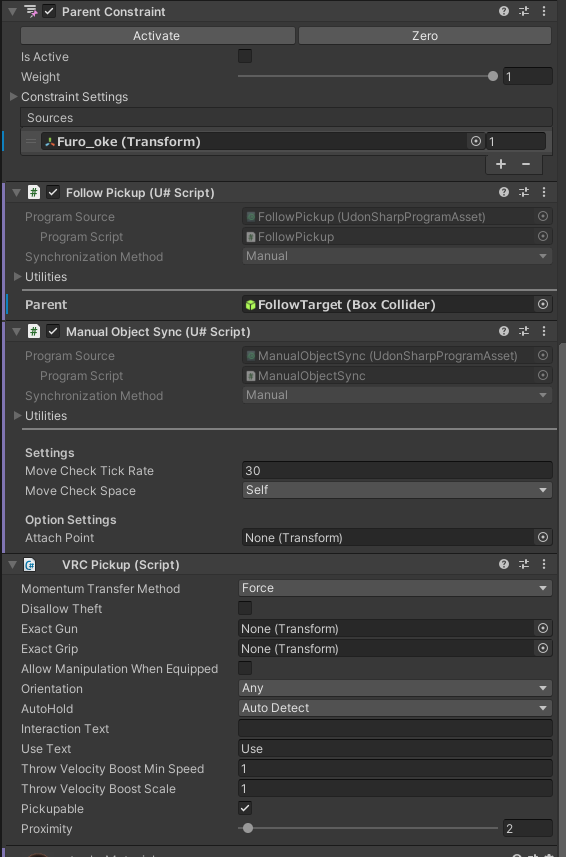 Parent Constraint
Activate
Zero
Is Active
Weight
1
Constraint Settings
Sources
Furo_oke (Transform)
1
Follow Pickup (U# Script)
Program Source
FollowPickup (UdonSharpProgramAsset)
Program Script
FollowPickup
Synchronization Method
Manual
Utilities
Parent
FollowTarget (Box Collider)
Manual Object Sync (U# Script)
Program Source
ManualObjectSync (UdonSharpProgramAsset)
Program Script
ManualObjectSync
Synchronization Method
Manual
Utilities
Settings
Move Check Tick Rate
30
Move Check Space
Self
Option Settings
Attach Point
None (Transform)
VRC Pickup (Script)
Momentum Transfer Method
Force
Disallow Theft
Exact Gun
None (Transform)
Exact Grip
None (Transform)
Allow Manipulation When Equipped
Orientation
Any
AutoHold
Auto Detect
Interaction Text
Use Text
Use
Throw Velocity Boost Min Speed
1
Throw Velocity Boost Scale
1
Pickupable
Proximity
2